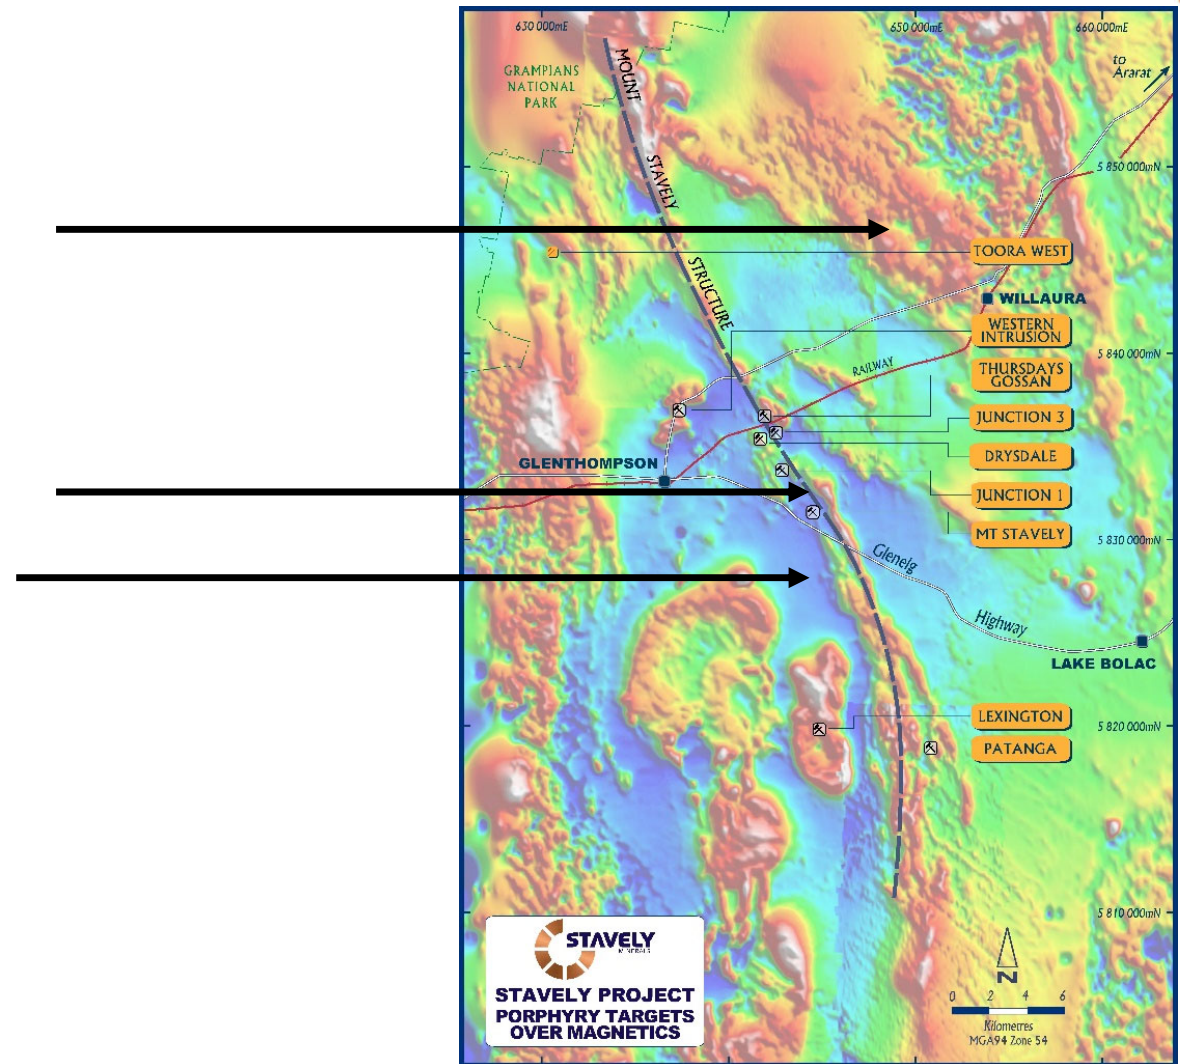 630 000mE
650 000mE
660 000mE
to
Ararat
GRAMPIANS
NATIONAL
PARK
MOUNT
STAVELY
STRUCTURE
5 850 000mN
TOORA WEST
WILLAURA
WESTERN
INTRUSION
5 840 000mN
RAILWAY
THURSDAYS
GOSSAN
JUNCTION 3
DRYSDALE
GLENTHOMPSON
JUNCTION 1
MT STAVELY
5 830 000mN
Glenelg
Highway
LAKE BOLAC
LEXINGTON
5 820 000mN
PATANGA
5 810 000mN
STAVELY
MINERALS
STAVELY PROJECT
PORPHYRY TARGETS
OVER MAGNETICS
N
0 2 4 6
Kilometres
MGA94 Zone 54